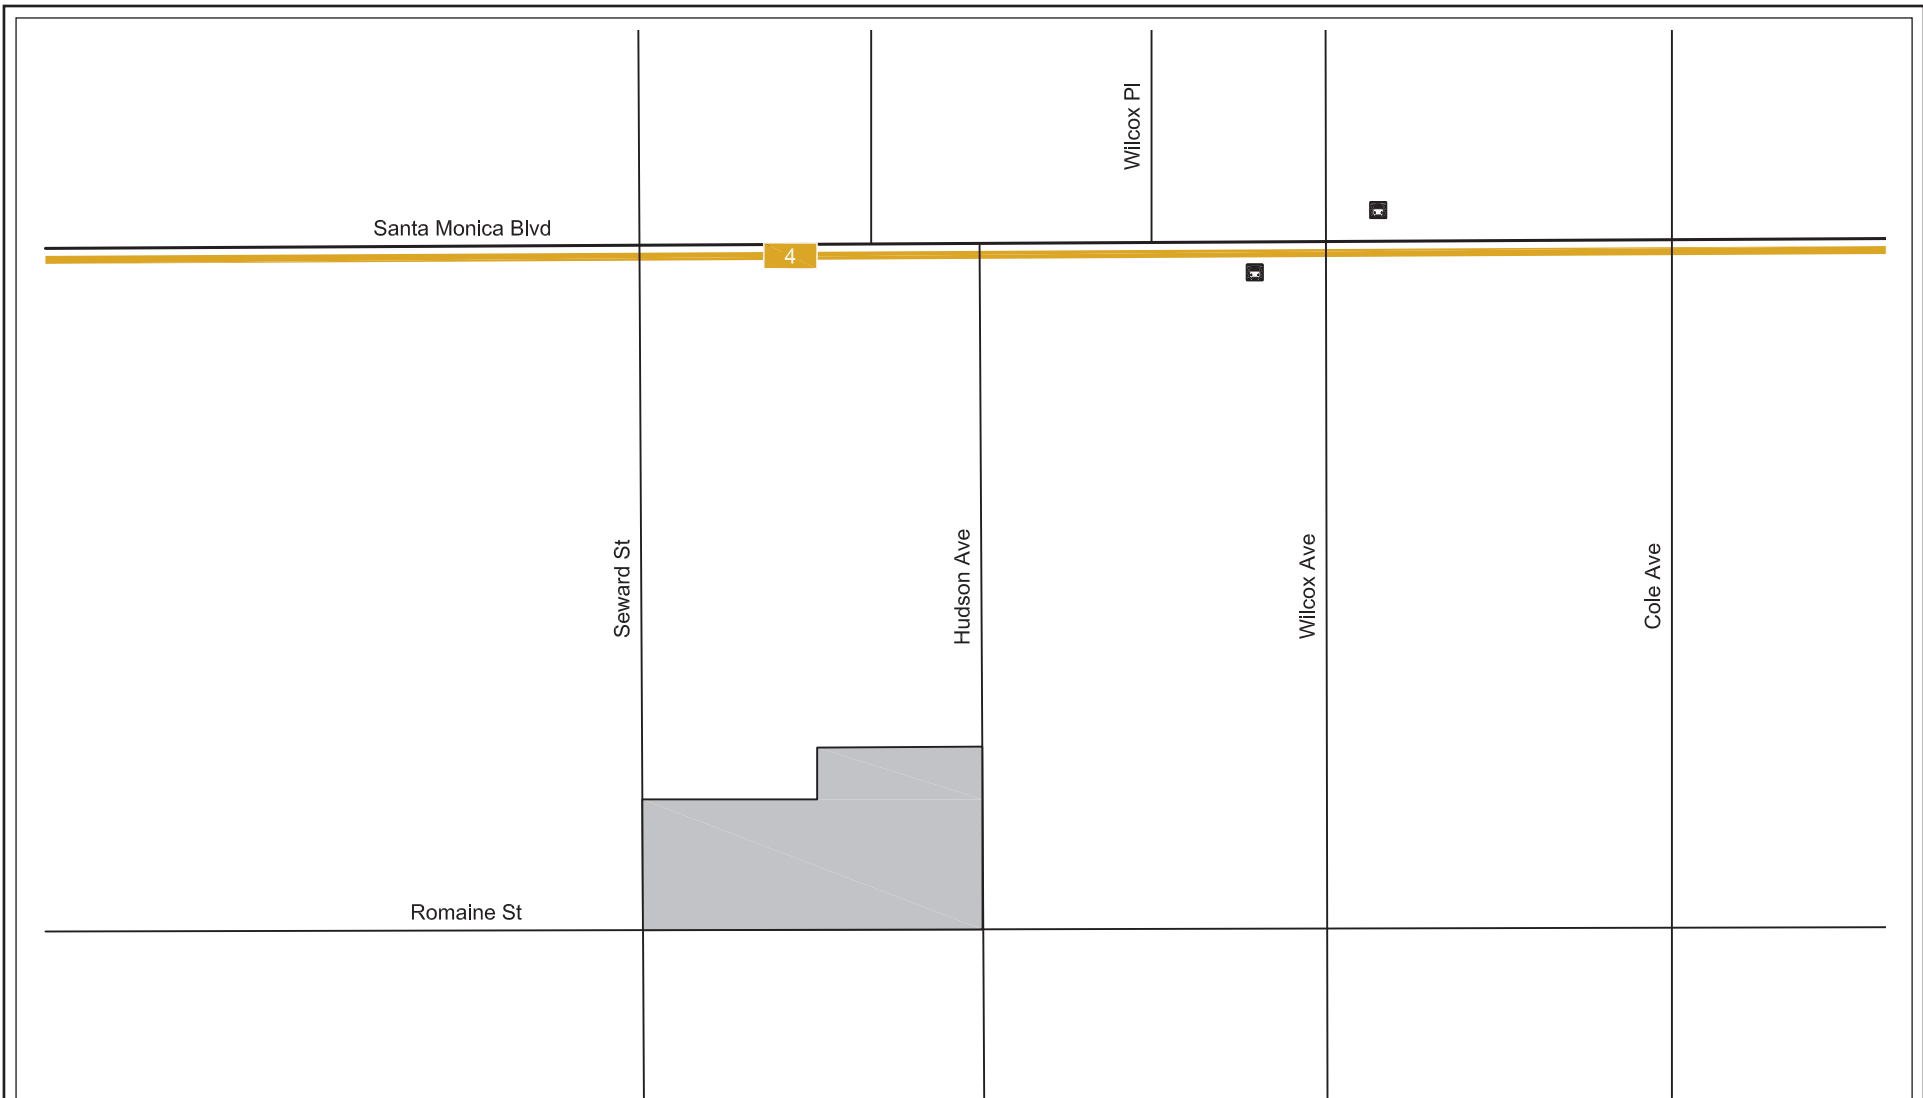 Wilcox Pl
Santa Monica Blvd
4
Seward St
Hudson Ave
Wilcox Ave
Cole Ave
Romaine St